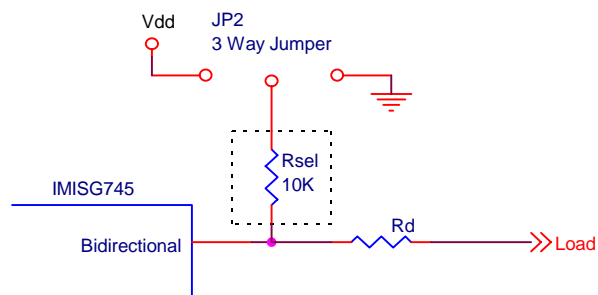 Vdd
JP2
3 Way Jumper
Rsel
10K
IMISG745
Rd
Bidirectional
Load